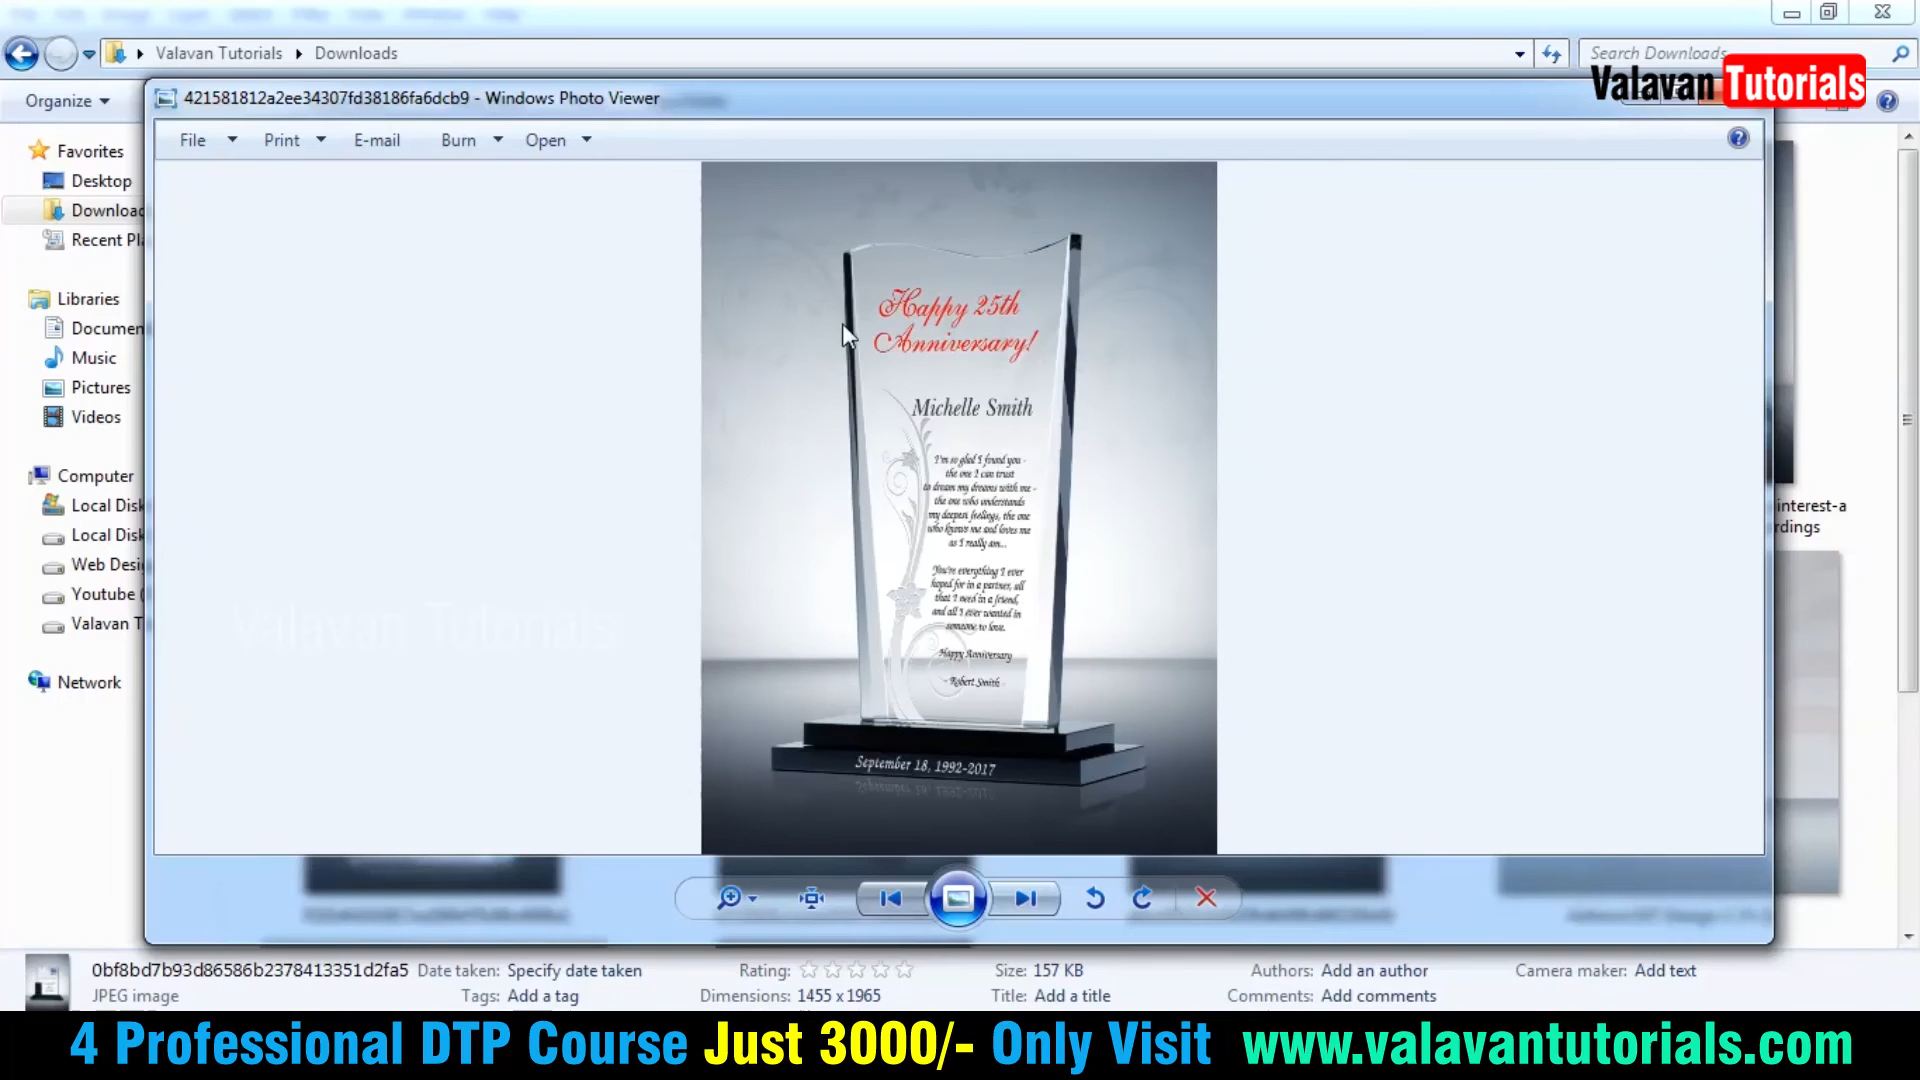 Valavan Tutorials
Valavan Tutorials ▸ Downloads
Search Downloads
Organize
421581812a2ee34307fd38186fa6dcb9 - Windows Photo Viewer
File Print E-mail Burn Open
Favorites
Desktop
Downloac
Recent Pla
Libraries
Documen
Music
Pictures
Videos
Computer
Local Disk
Local Disk
Web Desi
Youtube (
Valavan T
Network
Happy 25th
Anniversary!
Michelle Smith
I'm so glad I found you -
the one I can trust
to dream my dreams with me -
the one who understands
my deepest feelings, the one
who knows me and loves me
as I really am...
You're everything I ever
hoped for in a partner, all
that I need in a friend,
and all I ever wanted in
someone to love.
Happy Anniversary
- Robert Smith -
September 18, 1992-2017
Valavan Tutorials
interest-a
rdings
0bf8bd7b93d86586b2378413351d2fa5 Date taken: Specify date taken Rating: Size: 157 KB Authors: Add an author Camera maker: Add text
JPEG image Tags: Add a tag Dimensions: 1455 x 1965 Title: Add a title Comments: Add comments
4 Professional DTP Course Just 3000/- Only Visit www.valavantutorials.com